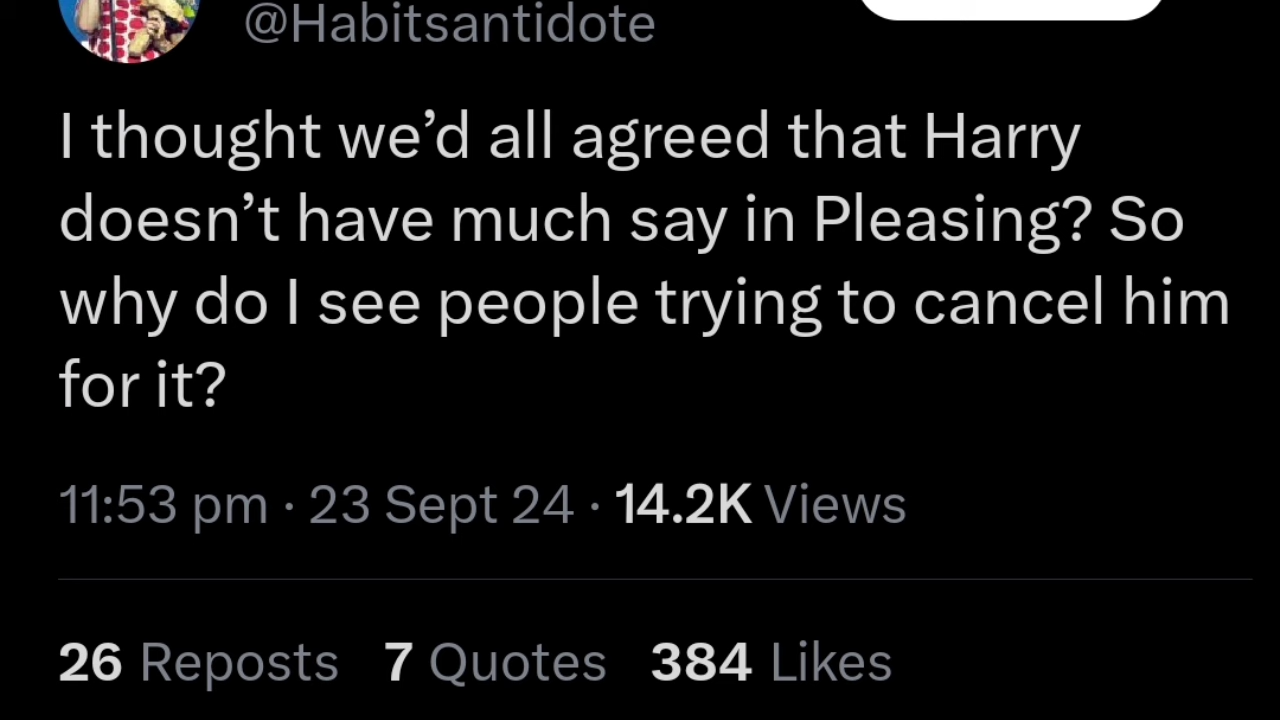 @Habitsantidote
I thought we’d all agreed that Harry
doesn’t have much say in Pleasing? So
why do I see people trying to cancel him
for it?
11:53 pm · 23 Sept 24 · 14.2K Views
26 Reposts 7 Quotes 384 Likes